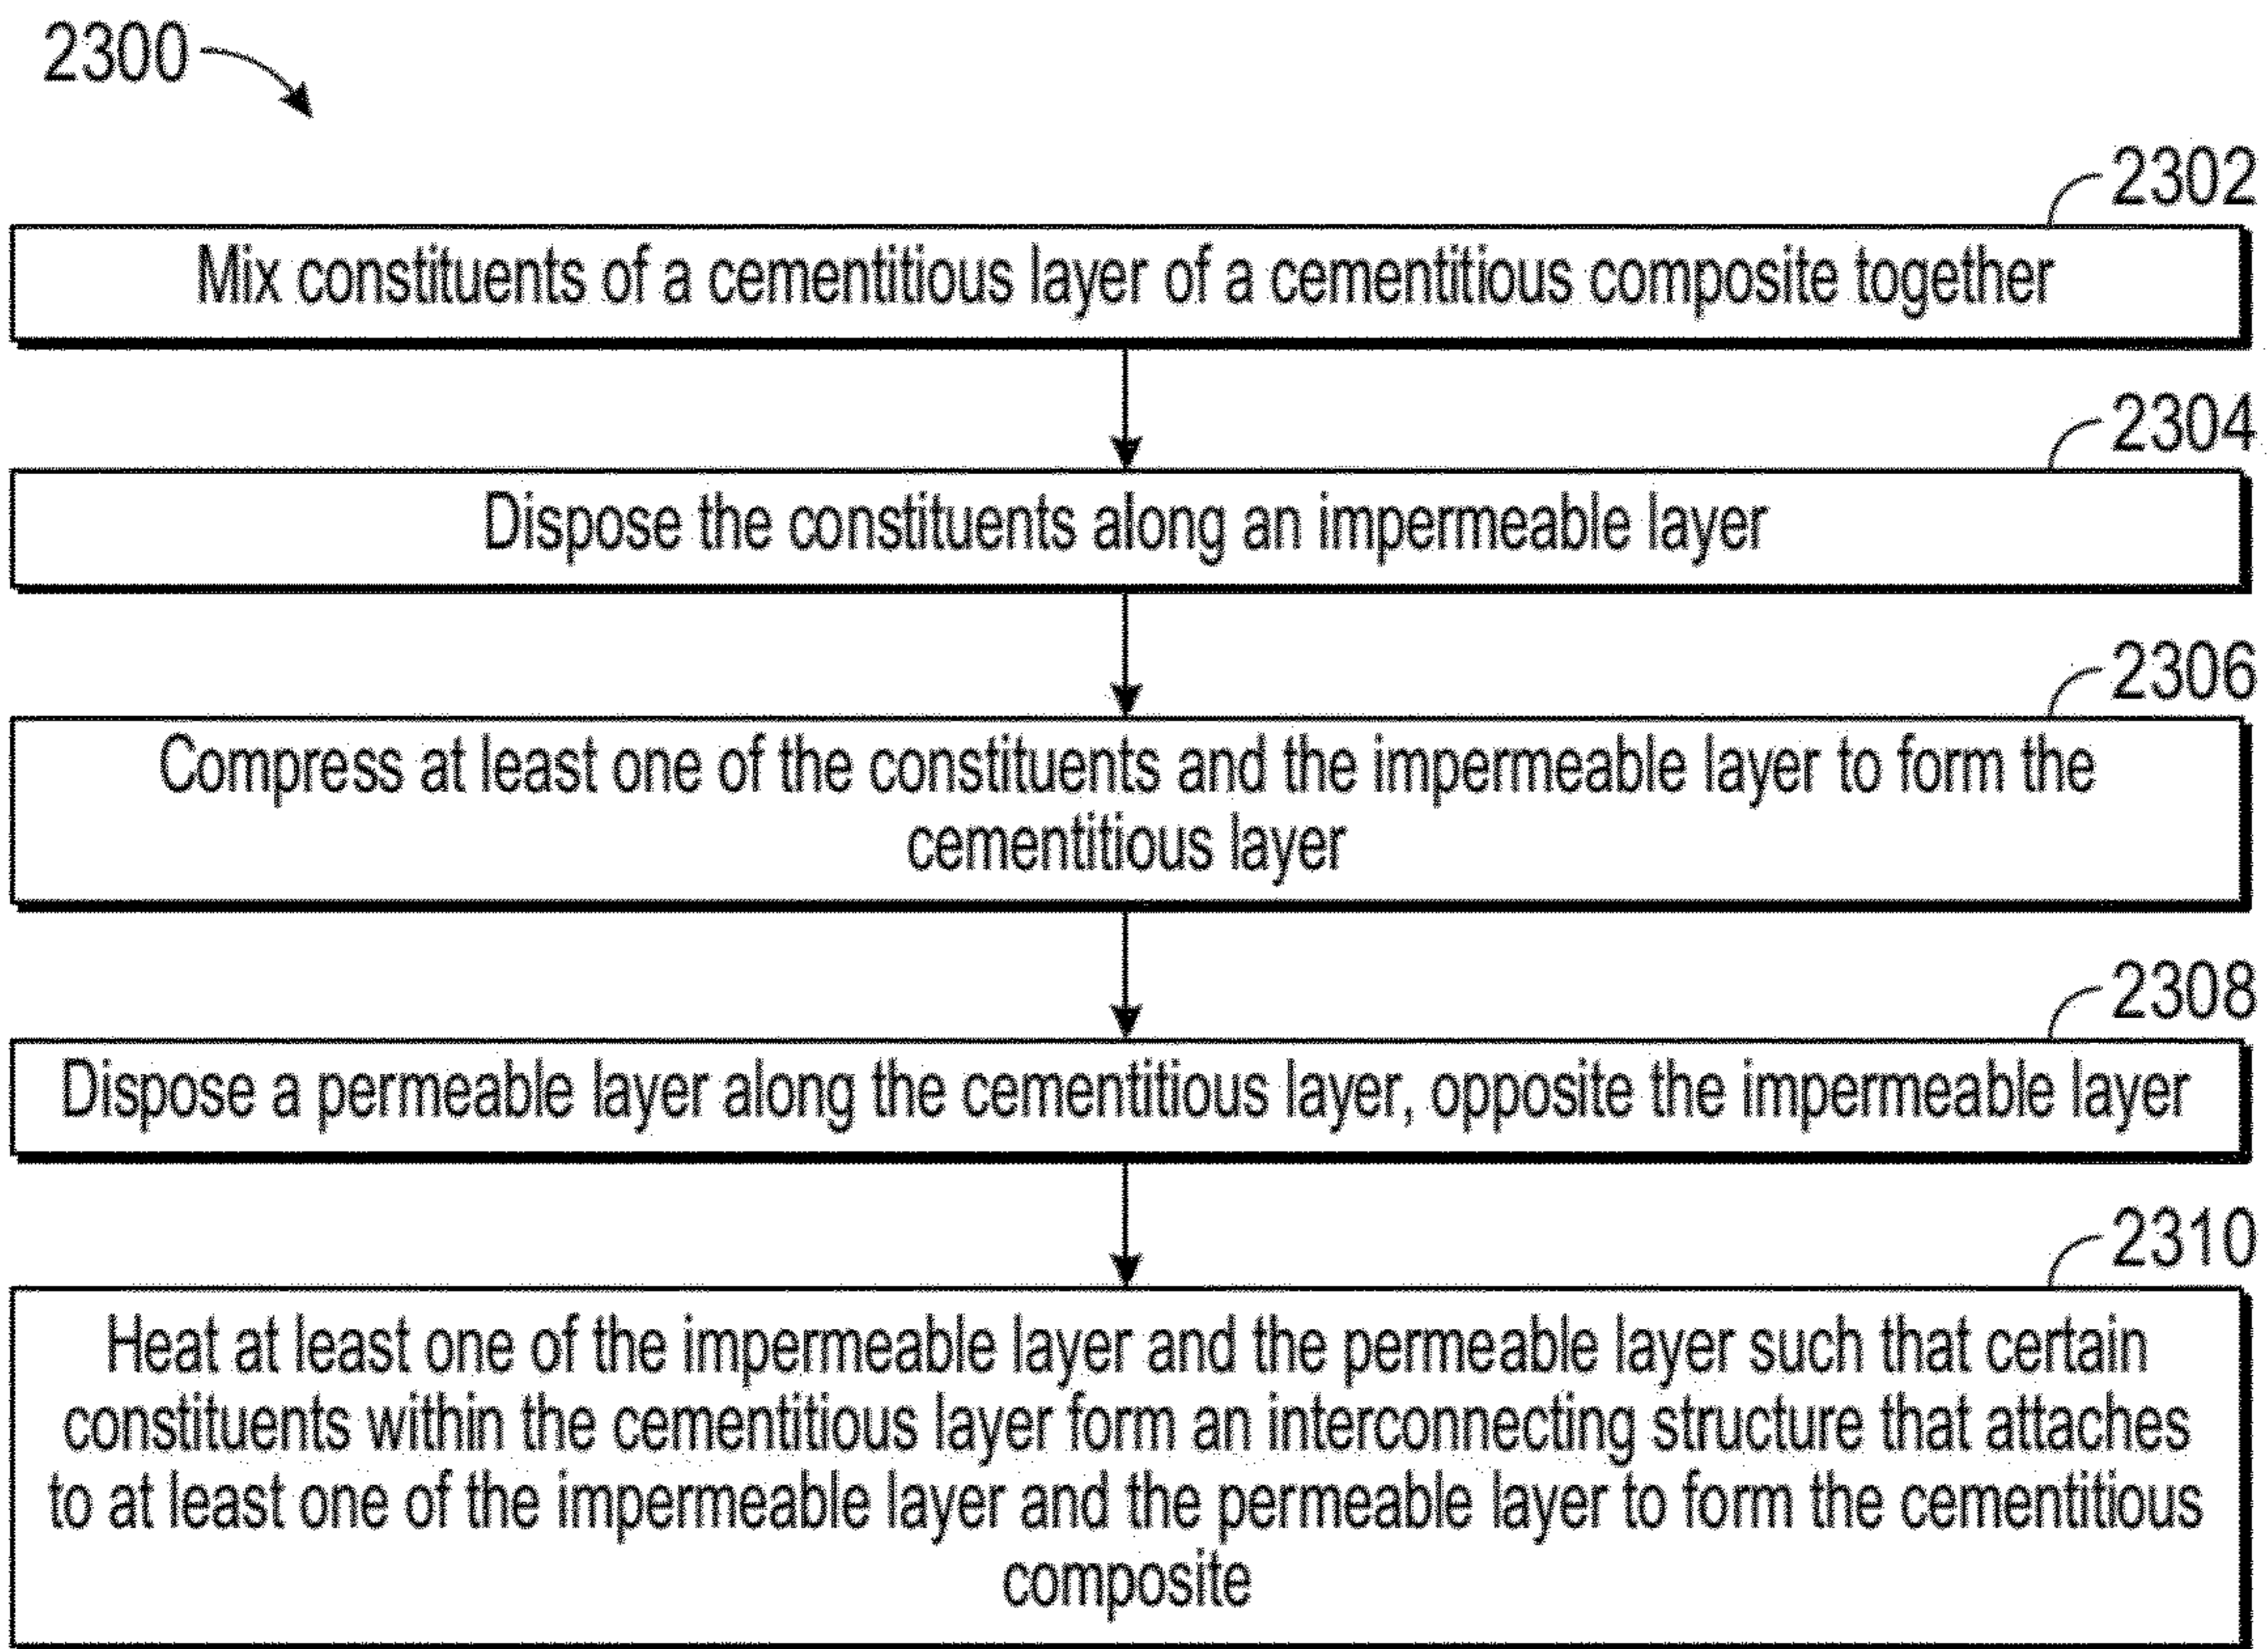 2300
2302
Mix constituents of a cementitious layer of a cementitious composite together
2304
Dispose the constituents along an impermeable layer
2306
Compress at least one of the constituents and the impermeable layer to form the
cementitious layer
2308
Dispose a permeable layer along the cementitious layer, opposite the impermeable layer
2310
Heat at least one of the impermeable layer and the permeable layer such that certain
constituents within the cementitious layer form an interconnecting structure that attaches
to at least one of the impermeable layer and the permeable layer to form the cementitious
composite